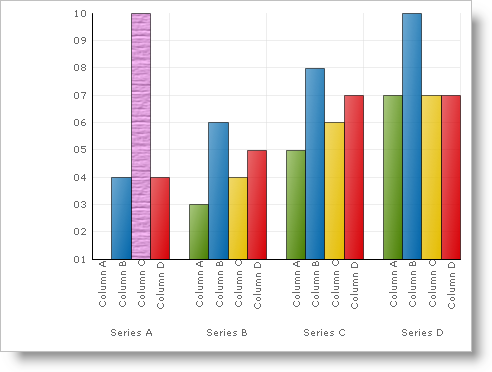 10
09
08
07
06
05
04
03
02
01
Column A
Column B
Column C
Column D
Column A
Column B
Column C
Column D
Column A
Column B
Column C
Column D
Column A
Column B
Column C
Column D
Series A
Series B
Series C
Series D